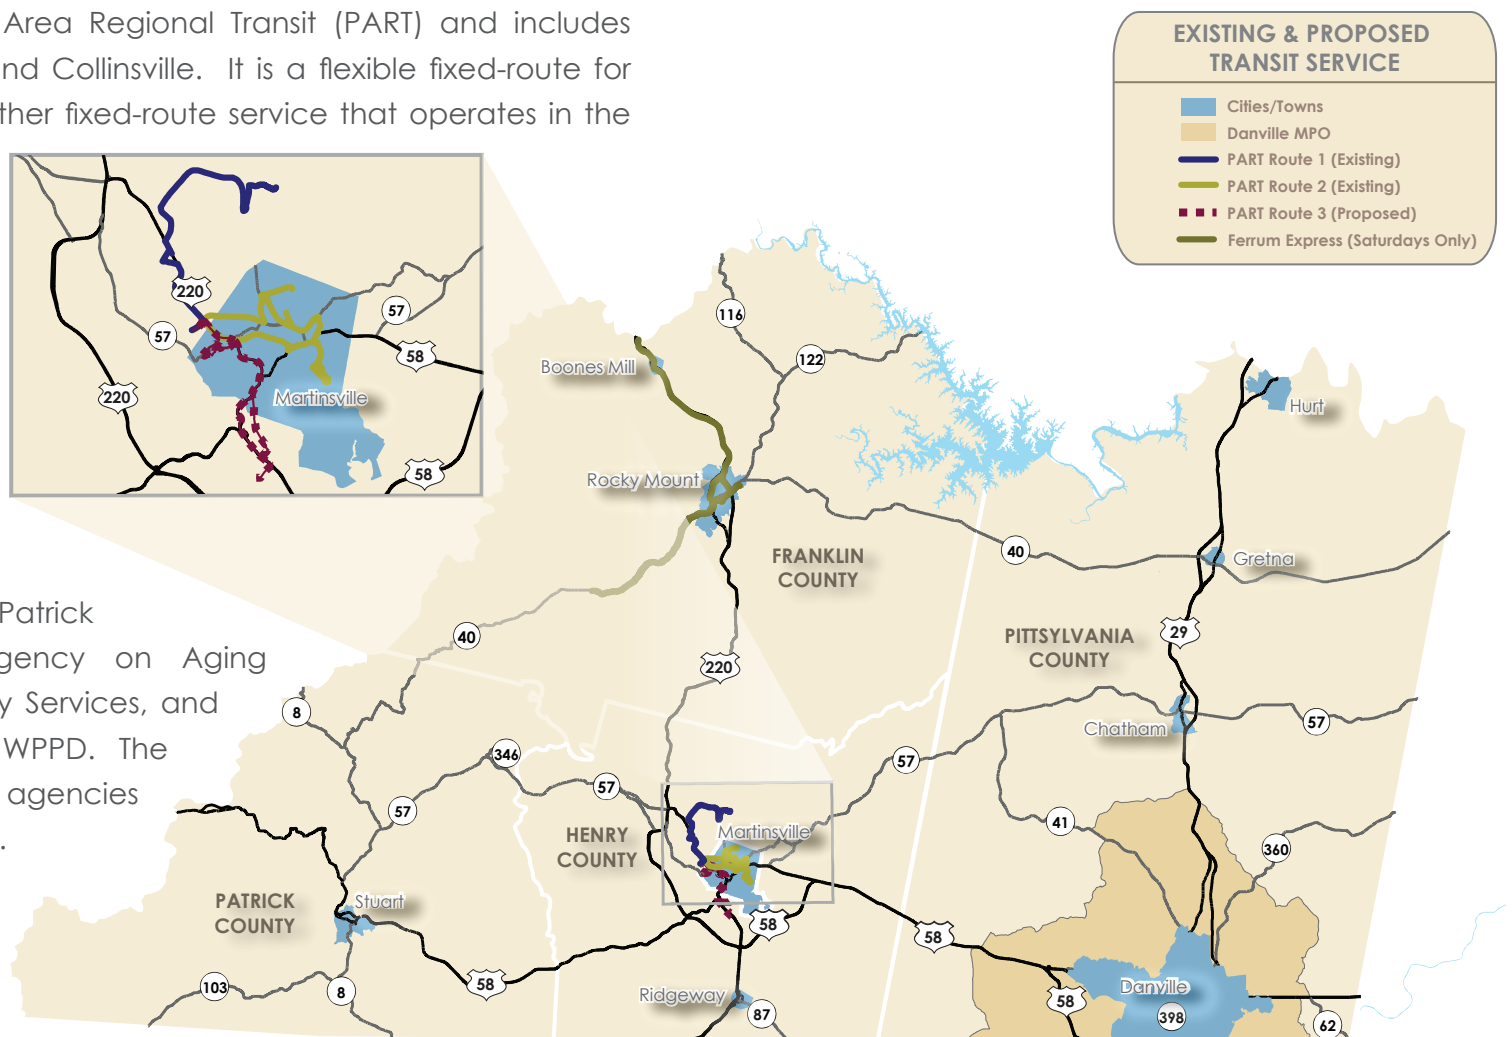 Area Regional Transit (PART) and includes
nd Collinsville. It is a flexible fixed-route for
ther fixed-route service that operates in the
EXISTING & PROPOSED
TRANSIT SERVICE
Cities/Towns
Danville MPO
PART Route 1 (Existing)
PART Route 2 (Existing)
PART Route 3 (Proposed)
Ferrum Express (Saturdays Only)
220
57
57
58
220
Martinsville
58
116
122
Boones Mill
Hurt
Rocky Mount
FRANKLIN
COUNTY
40
Gretna
Patrick
gency on Aging
y Services, and
WPPD. The
agencies
.
40
PITTSYLVANIA
COUNTY
29
220
8
57
Chatham
346
57
57
57
41
Martinsville
HENRY
COUNTY
360
PATRICK
COUNTY
Stuart
58
58
58
103
8
Ridgeway
87
58
Danville
398
62